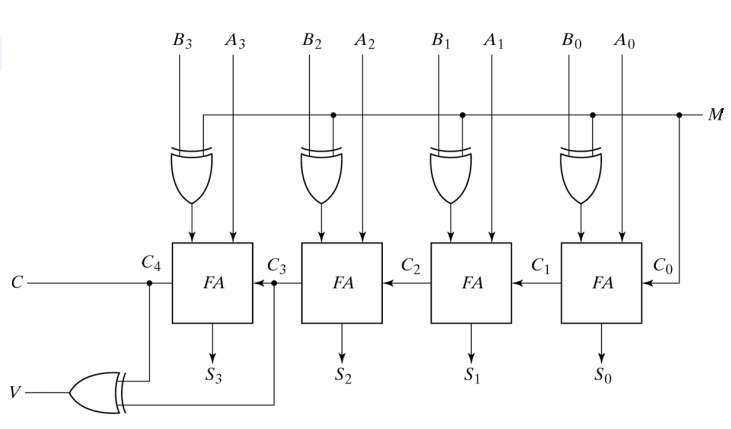 B3 A3 B2 A2 B1 A1 B0 A0
M
C4 C3 C2 C1 C0
C FA FA FA FA
S3 S2 S1 S0
V